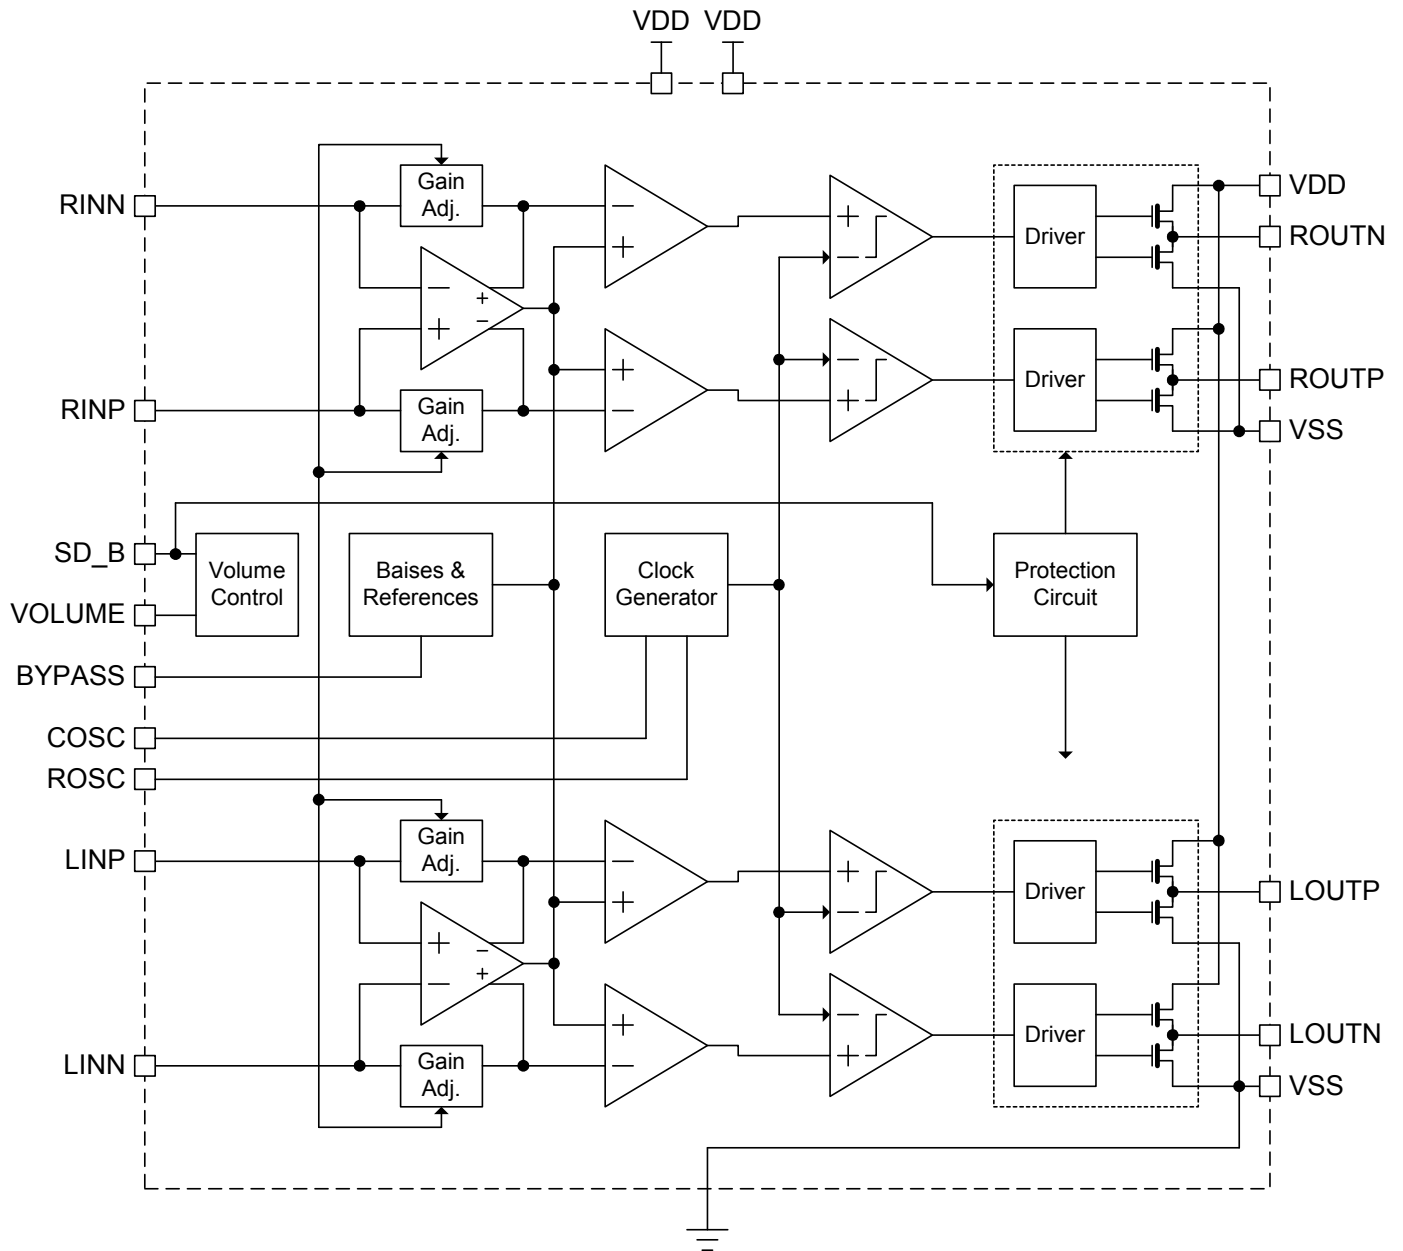 VDD VDD
RINN
Gain
Adj.
Driver
VDD
ROUTN
RINP
Gain
Adj.
Driver
ROUTP
VSS
SD_B
VOLUME
BYPASS
COSC
ROSC
Volume
Control
Baises &
References
Clock
Generator
Protection
Circuit
LINP
Gain
Adj.
Driver
LOUTP
LINN
Gain
Adj.
Driver
LOUTN
VSS